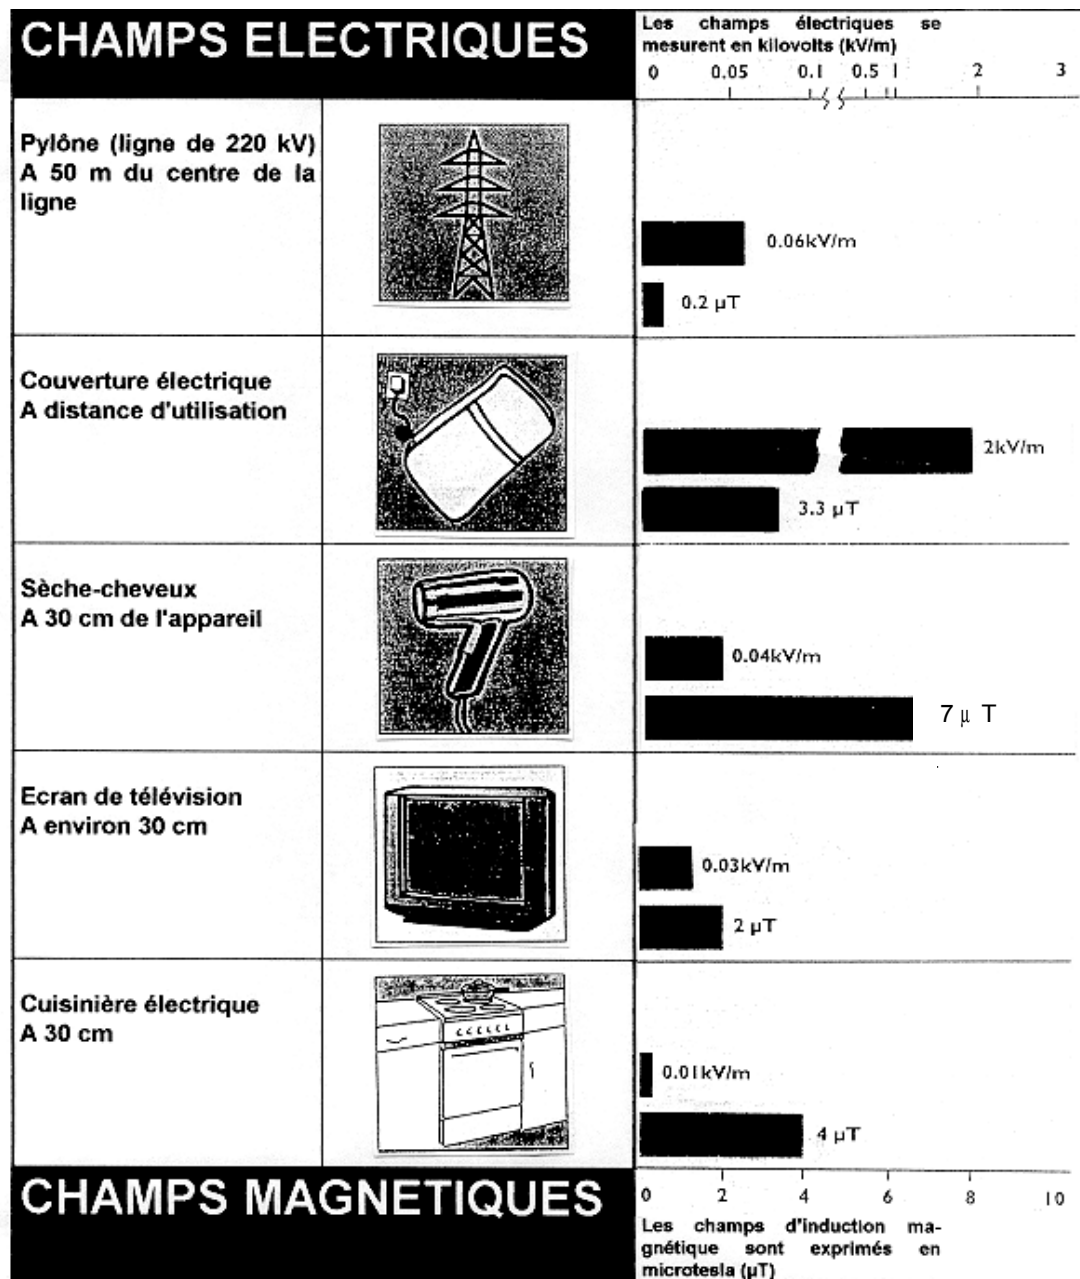 CHAMPS ELECTRIQUES
Les champs électriques se
mesurent en kilovolts (kV/m)
0 0.05 0.1 0.5 1 2 3
Pylône (ligne de 220 kV)
A 50 m du centre de la
ligne
0.06kV/m
0.2 µT
Couverture électrique
A distance d'utilisation
2kV/m
3.3 µT
Sèche-cheveux
A 30 cm de l'appareil
0.04kV/m
7 µ T
Ecran de télévision
A environ 30 cm
0.03kV/m
2 µT
Cuisinière électrique
A 30 cm
0.01kV/m
4 µT
CHAMPS MAGNETIQUES
0 2 4 6 8 10
Les champs d'induction ma-
gnétique sont exprimés en
microtesla (µT)